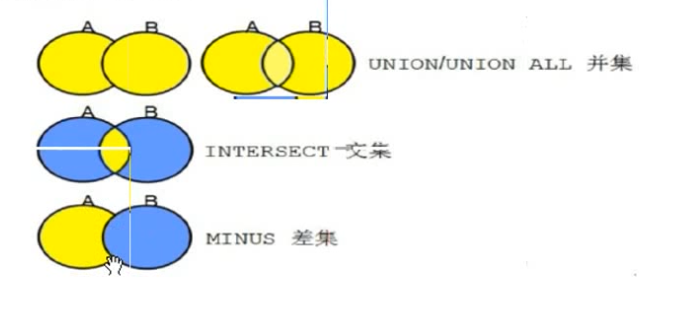 A B A B
UNION/UNION ALL 并集
A B
INTERSECT 交集
A B
MINUS 差集